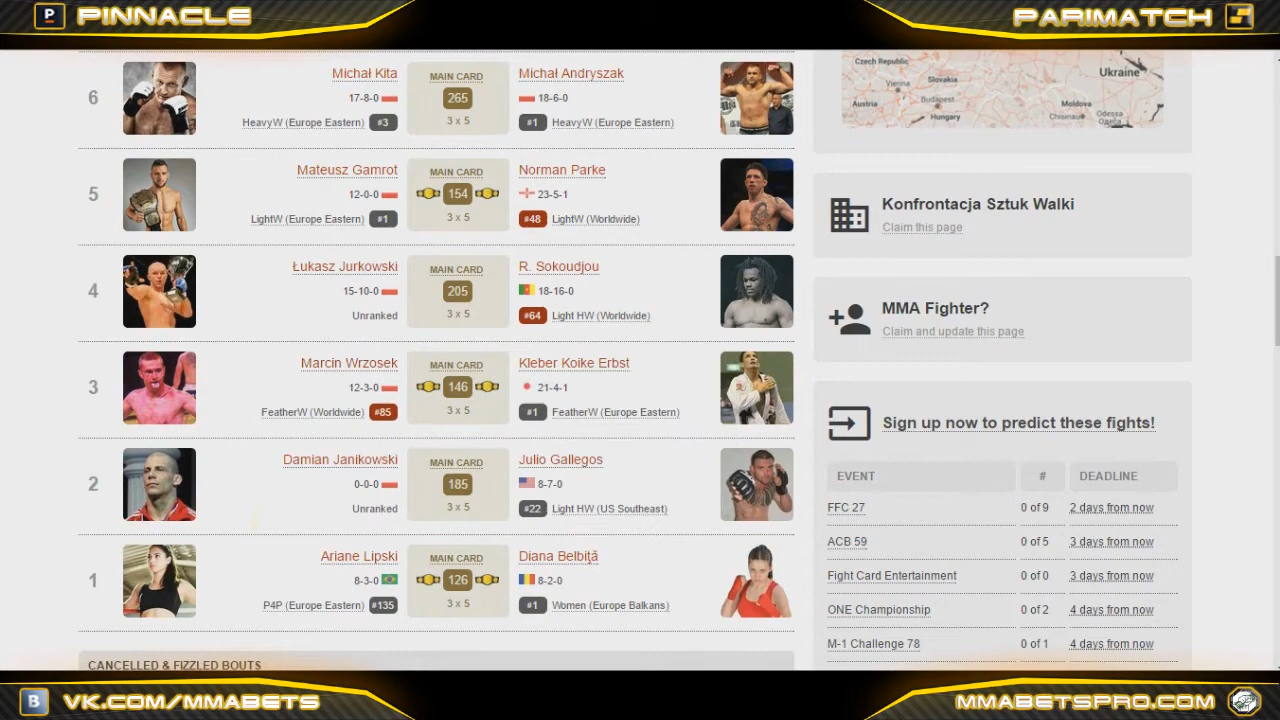 P PINNACLE
PARIMATCH
6
Michał Kita
17-8-0
HeavyW (Europe Eastern) #3
MAIN CARD
265
3 x 5
Michał Andryszak
18-6-0
#1 HeavyW (Europe Eastern)
5
Mateusz Gamrot
12-0-0
LightW (Europe Eastern) #1
MAIN CARD
154
3 x 5
Norman Parke
23-5-1
#48 LightW (Worldwide)
4
Łukasz Jurkowski
15-10-0
Unranked
MAIN CARD
205
3 x 5
R. Sokoudjou
18-16-0
#64 Light HW (Worldwide)
3
Marcin Wrzosek
12-3-0
FeatherW (Worldwide) #85
MAIN CARD
146
3 x 5
Kleber Koike Erbst
21-4-1
#1 FeatherW (Europe Eastern)
2
Damian Janikowski
0-0-0
Unranked
MAIN CARD
185
3 x 5
Julio Gallegos
8-7-0
#22 Light HW (US Southeast)
1
Ariane Lipski
8-3-0
P4P (Europe Eastern) #135
MAIN CARD
126
3 x 5
Diana Belbiţă
8-2-0
#1 Women (Europe Balkans)
CANCELLED & FIZZLED BOUTS
Czech Republic
Ukraine
Vienna
Slovakia
Austria
Budapest
Hungary
Moldova
Chisinau
Odessa
Одеса
Konfrontacja Sztuk Walki
Claim this page
MMA Fighter?
Claim and update this page
Sign up now to predict these fights!
EVENT # DEADLINE
FFC 27 0 of 9 2 days from now
ACB 59 0 of 5 3 days from now
Fight Card Entertainment 0 of 0 3 days from now
ONE Championship 0 of 2 4 days from now
M-1 Challenge 78 0 of 1 4 days from now
B VK.COM/MMABETS
MMABETSPRO.COM